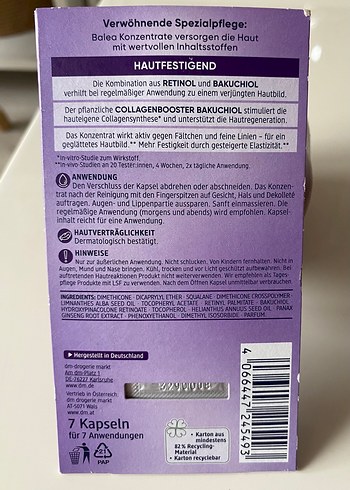 Verwöhnende Spezialpflege:
Balea Konzentrate versorgen die Haut
mit wertvollen Inhaltsstoffen
HAUTFESTIGEND
Die Kombination aus RETINOL und BAKUCHIOL
verhilft bei regelmäßiger Anwendung zu einem verjüngten Hautbild.
Der pflanzliche COLLAGENBOOSTER BAKUCHIOL stimuliert die
hauteigene Collagensynthese* und unterstützt die Hautregeneration.
Das Konzentrat wirkt aktiv gegen Fältchen und feine Linien – für ein
geglättetes Hautbild.** Mehr Festigkeit durch gesteigerte Elastizität.**
*In-vitro-Studie zum Wirkstoff.
**In-vivo-Studien an 20 Tester:innen, 4 Wochen, 2x tägliche Anwendung.
ANWENDUNG
Den Verschluss der Kapsel abdrehen oder abschneiden. Das Konzen-
trat nach der Reinigung mit den Fingerspitzen auf Gesicht, Hals und Dekolleté
auftragen. Augen- und Lippenpartie aussparen. Sanft einmassieren. Die
regelmäßige Anwendung (morgens und abends) wird empfohlen. Kapsel-
inhalt reicht für eine Anwendung.
HAUTVERTRÄGLICHKEIT
Dermatologisch bestätigt.
HINWEISE
Nur zur äußerlichen Anwendung. Nicht schlucken. Von Kindern fernhalten. Nicht in
Augen, Mund und Nase bringen. Kühl, trocken und vor Licht geschützt aufbewahren. Bei
auftretenden Hautreaktionen Produkt nicht weiterverwenden. Wir empfehlen als Tages-
pflege Produkte mit LSF zu verwenden. Nach dem Öffnen Kapsel unmittelbar verbrauchen.
INGREDIENTS: DIMETHICONE · DICAPRYLYL ETHER · SQUALANE · DIMETHICONE CROSSPOLYMER ·
LIMNANTHES ALBA SEED OIL · TOCOPHERYL ACETATE · RETINYL PALMITATE · BAKUCHIOL ·
HYDROXYPINACOLONE RETINOATE · TOCOPHEROL · HELIANTHUS ANNUUS SEED OIL · PANAX
GINSENG ROOT EXTRACT · PHENOXYETHANOL · DIMETHYL ISOSORBIDE · PARFUM.
Hergestellt in Deutschland
dm-drogerie markt
Am dm-Platz 1
DE-76227 Karlsruhe
www.dm.de
Vertrieb in Österreich:
dm drogerie markt
AT-5071 Wals
www.dm.at
7 Kapseln
für 7 Anwendungen
21
PAP
• Karton aus
mindestens
82 % Recycling-
Material
• Karton recycelbar
4066447245493